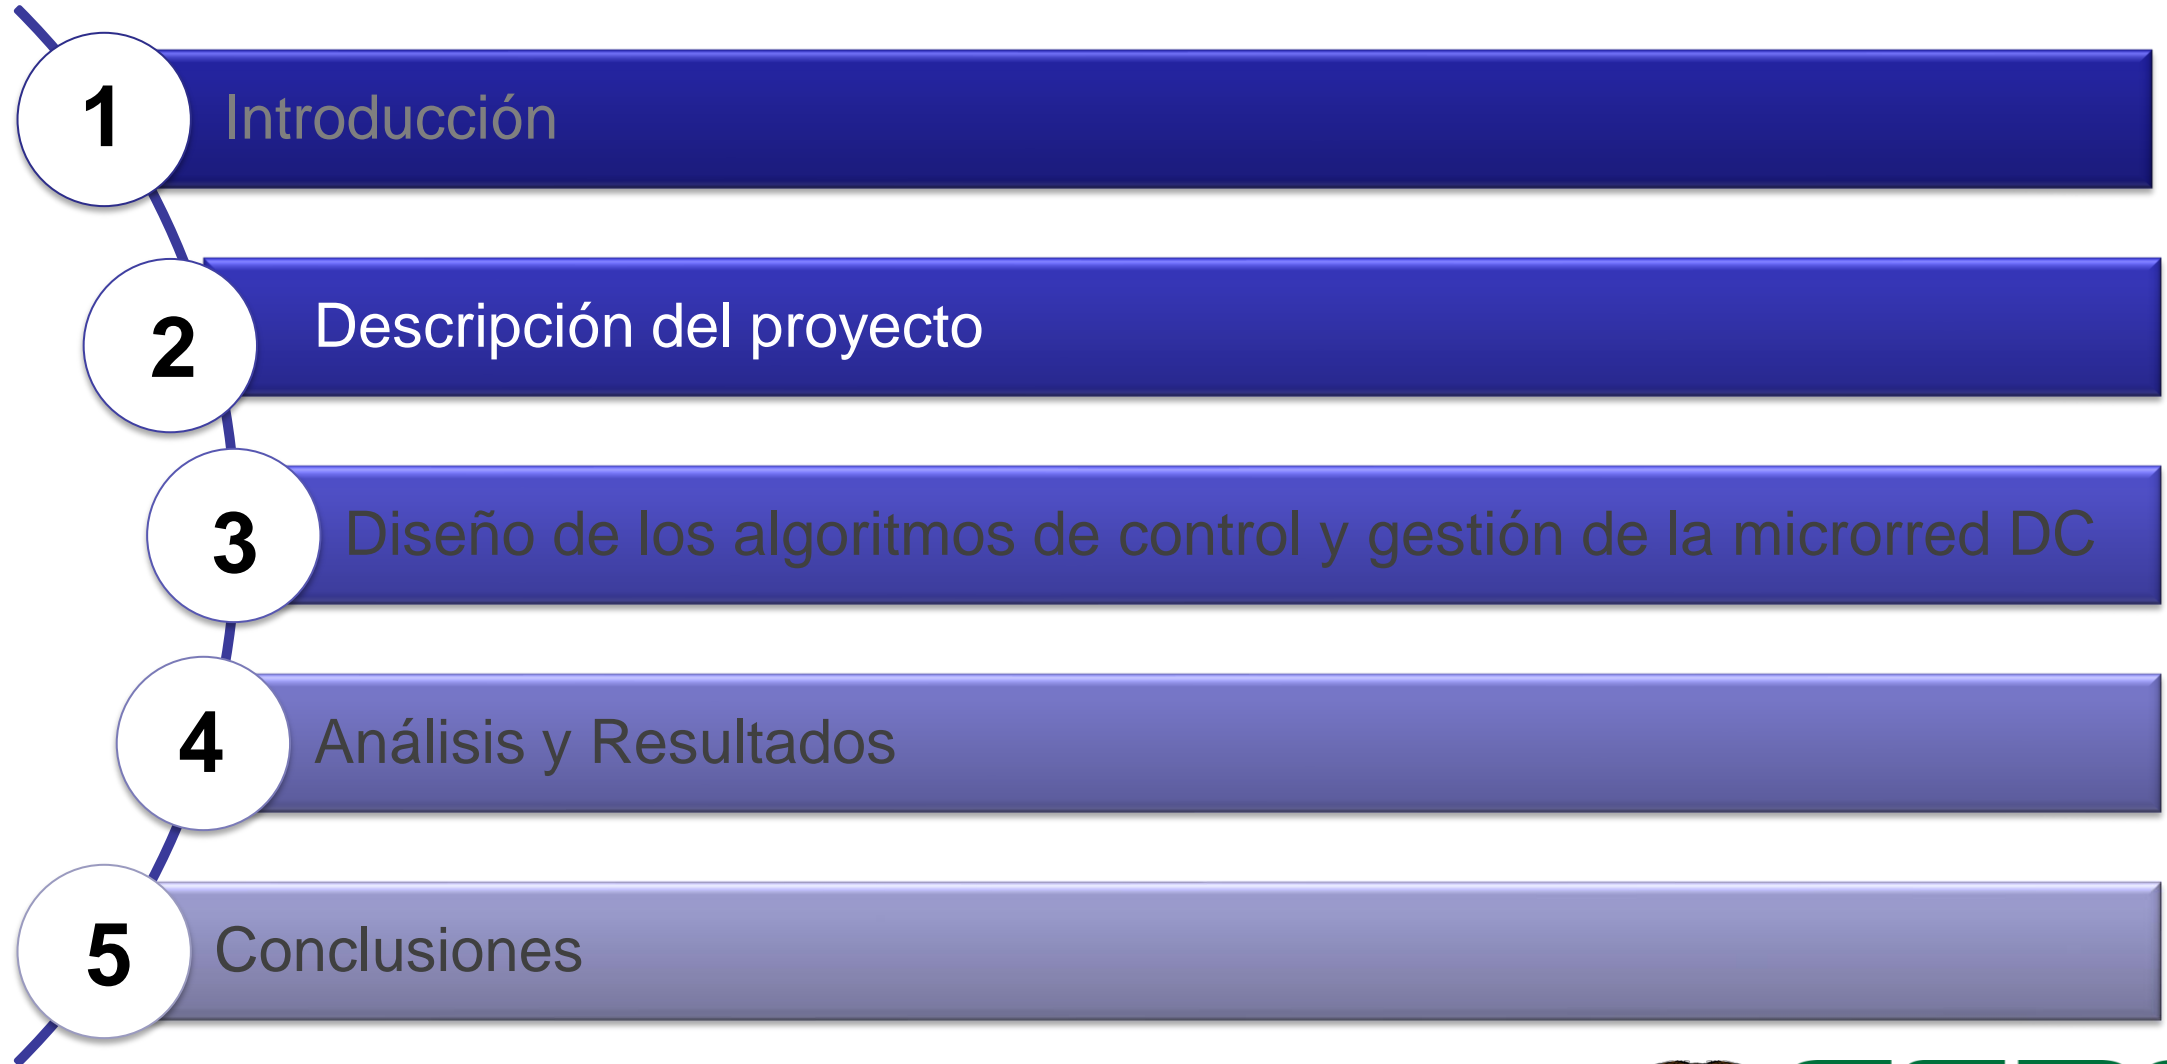 1
Introducción
2
Descripción del proyecto
3
Diseño de los algoritmos de control y gestión de la microrred DC
4
Análisis y Resultados
5
Conclusiones